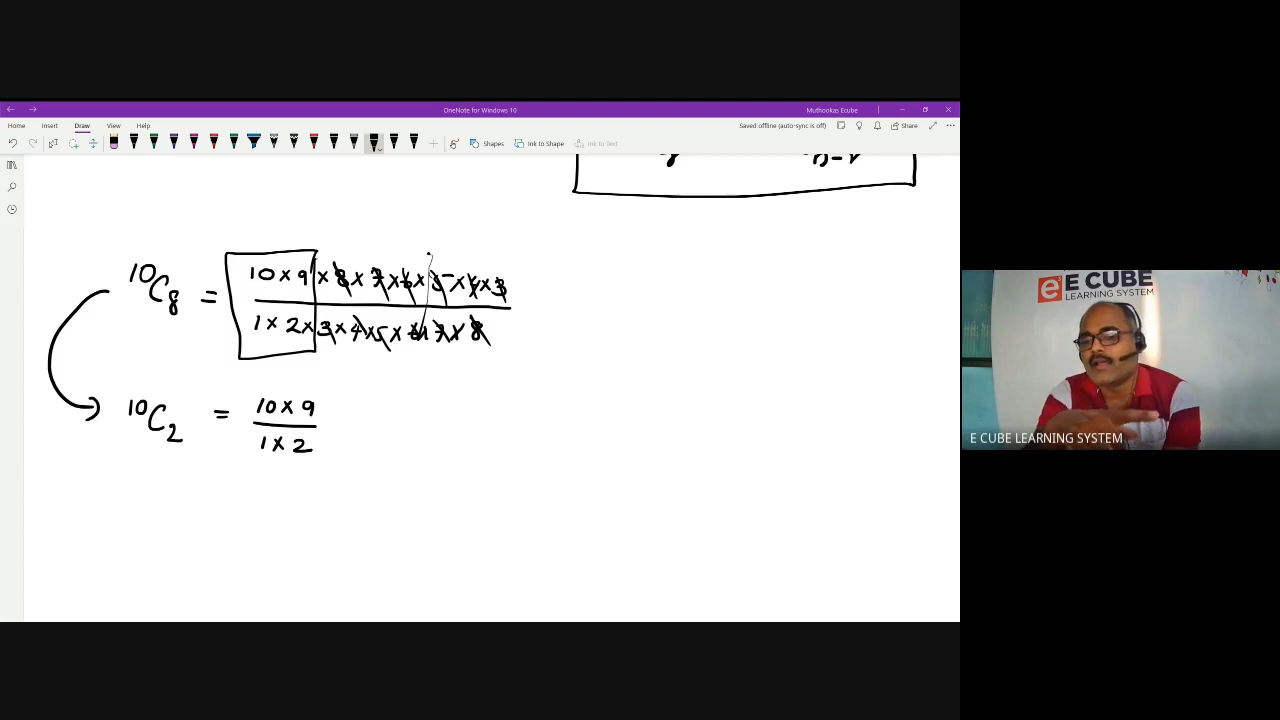 OneNote for Windows 10
Muthookas Ecube
Home Insert Draw View Help
Saved offline (auto-sync is off)
Share
Shapes
Ink to Shape
Ink to Text
n-r
¹⁰C₈ = 10 × 9 × 8 × 7 × 6 × 5 × 4 × 3
1 × 2 × 3 × 4 × 5 × 6 × 7 × 8
¹⁰C₂ = 10 × 9
1 × 2
e E CUBE
LEARNING SYSTEM
E CUBE LEARNING SYSTEM